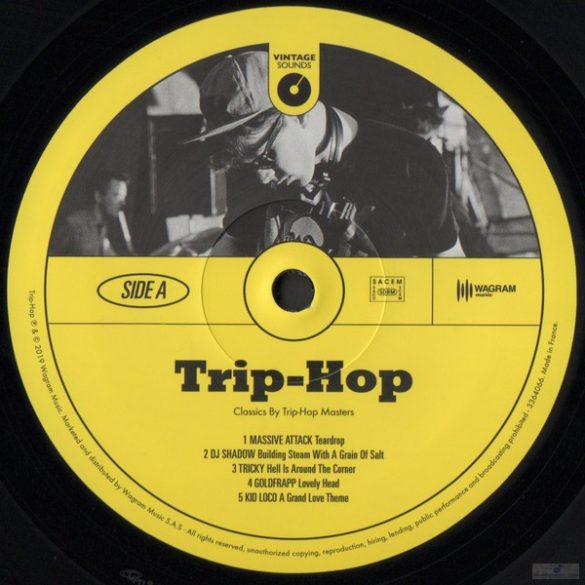 VINTAGE
SOUNDS
SIDE A
SACEM
SDRM
WAGRAM
music
Trip-Hop
Classics By Trip-Hop Masters
1 MASSIVE ATTACK Teardrop
2 DJ SHADOW Building Steam With A Grain Of Salt
3 TRICKY Hell Is Around The Corner
4 GOLDFRAPP Lovely Head
5 KID LOCO A Grand Love Theme
Trip-Hop ℗ & © 2019 Wagram Music. Marketed and distributed by Wagram Music S.A.S - All rights reserved, unauthorized copying, reproduction, hiring, lending, public performance and broadcasting prohibited - 3364066. Made in France.